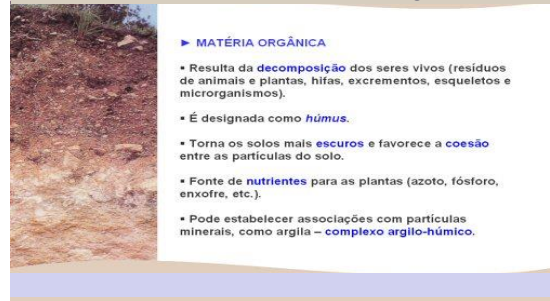 ► MATÉRIA ORGÂNICA
▪ Resulta da decomposição dos seres vivos (resíduos
de animais e plantas, hifas, excrementos, esqueletos e
microrganismos).
▪ É designada como húmus.
▪ Torna os solos mais escuros e favorece a coesão
entre as partículas do solo.
▪ Fonte de nutrientes para as plantas (azoto, fósforo,
enxofre, etc.).
▪ Pode estabelecer associações com partículas
minerais, como argila – complexo argilo-húmico.